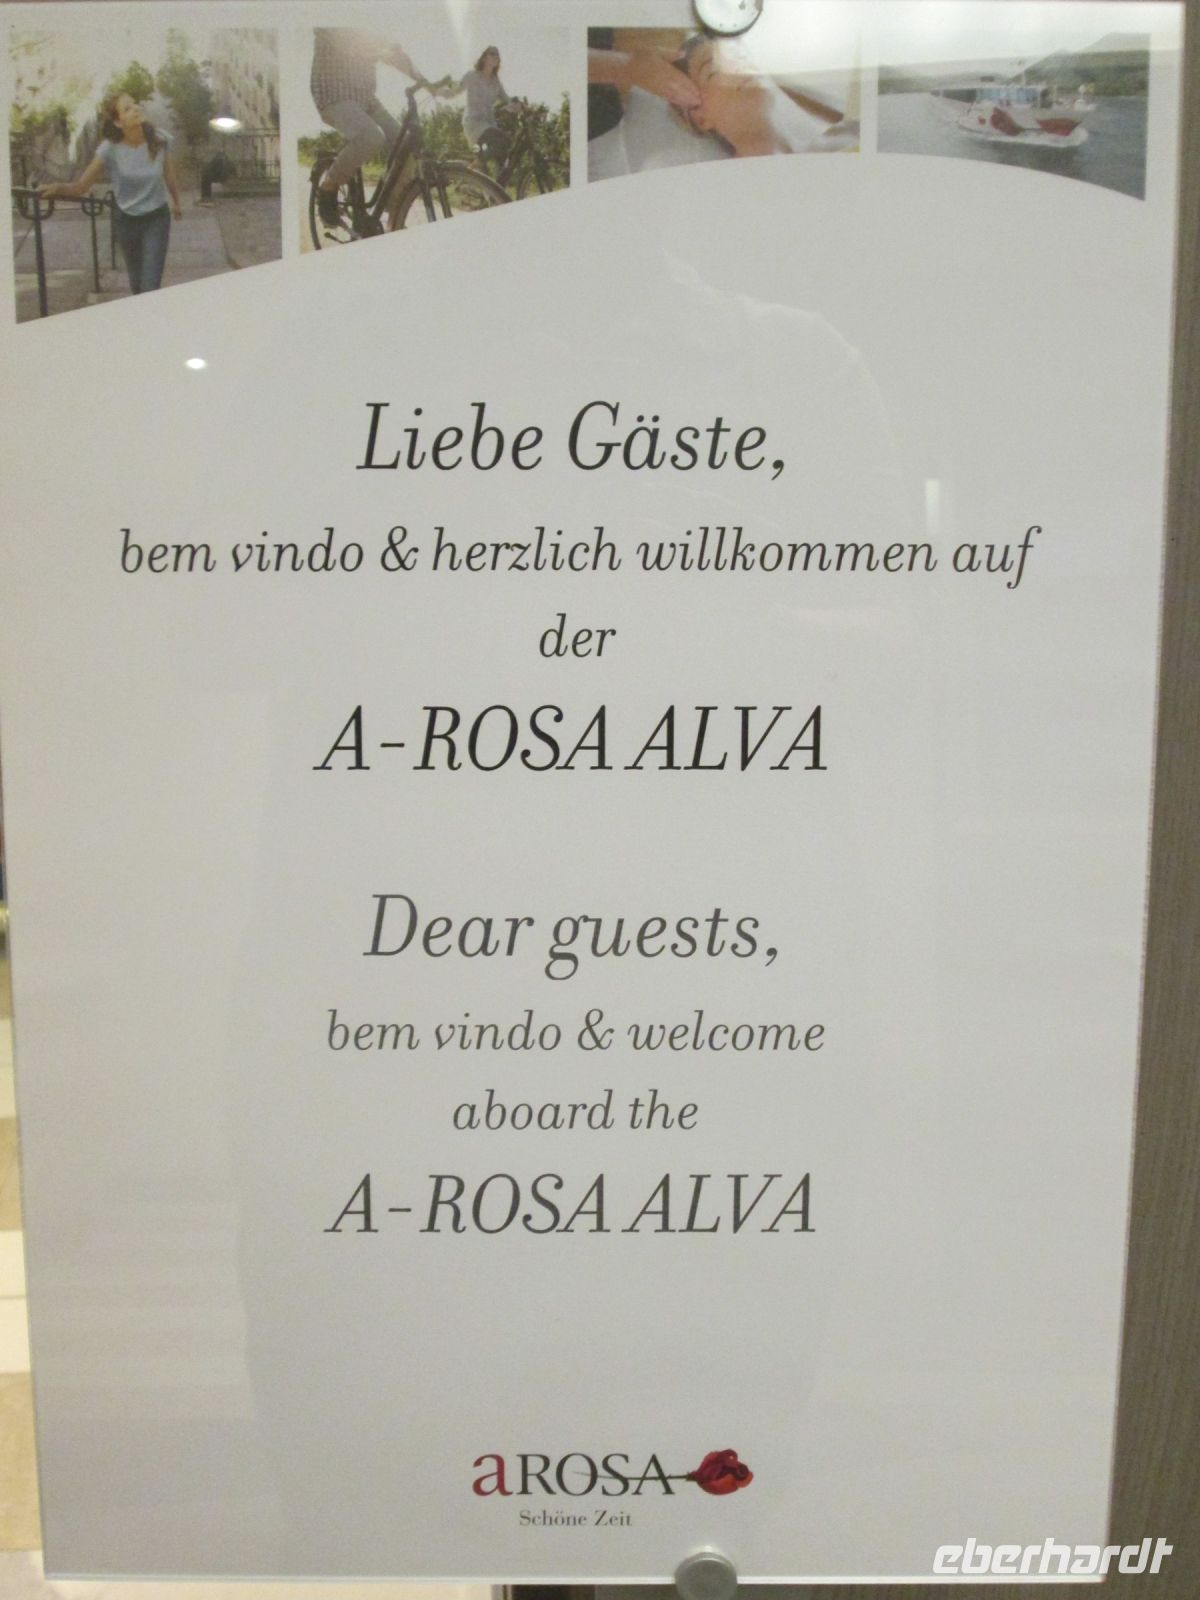 Liebe Gäste,
bem vindo & herzlich willkommen auf
der
A-ROSA ALVA
Dear guests,
bem vindo & welcome
aboard the
A-ROSA ALVA
aROSA
Schöne Zeit
eberhardt